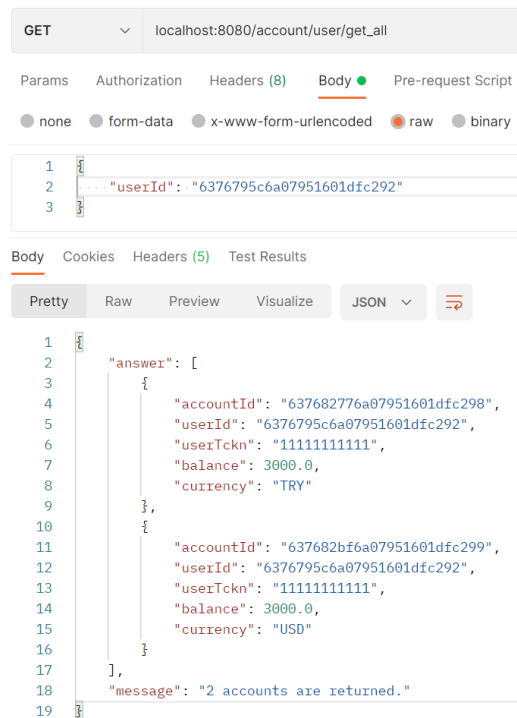 GET localhost:8080/account/user/get_all
Params Authorization Headers (8) Body Pre-request Script
none form-data x-www-form-urlencoded raw binary
1 {
2 "userId": "6376795c6a07951601dfc292"
3 }
Body Cookies Headers (5) Test Results
Pretty Raw Preview Visualize JSON
1 {
2 "answer": [
3 {
4 "accountId": "637682776a07951601dfc298",
5 "userId": "6376795c6a07951601dfc292",
6 "userTckn": "11111111111",
7 "balance": 3000.0,
8 "currency": "TRY"
9 },
10 {
11 "accountId": "637682bf6a07951601dfc299",
12 "userId": "6376795c6a07951601dfc292",
13 "userTckn": "11111111111",
14 "balance": 3000.0,
15 "currency": "USD"
16 }
17 ],
18 "message": "2 accounts are returned."
19 }